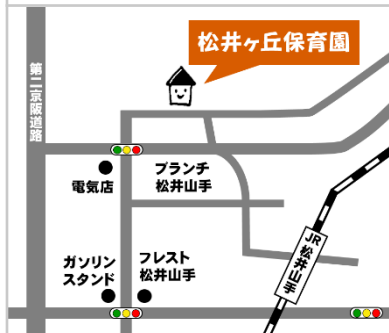 松井ヶ丘保育園
第二京阪道路
電気店
ブランチ
松井山手
ガソリン
スタンド
フレスト
松井山手
JR
松井山手